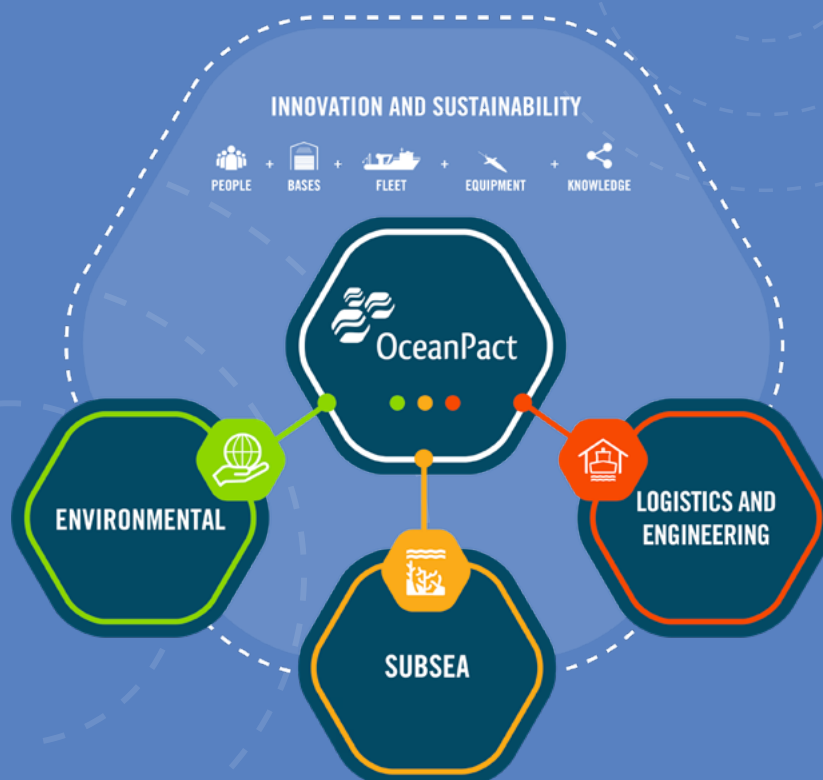 INNOVATION AND SUSTAINABILITY
PEOPLE + BASES + FLEET + EQUIPMENT + KNOWLEDGE
OceanPact
ENVIRONMENTAL
LOGISTICS AND
ENGINEERING
SUBSEA